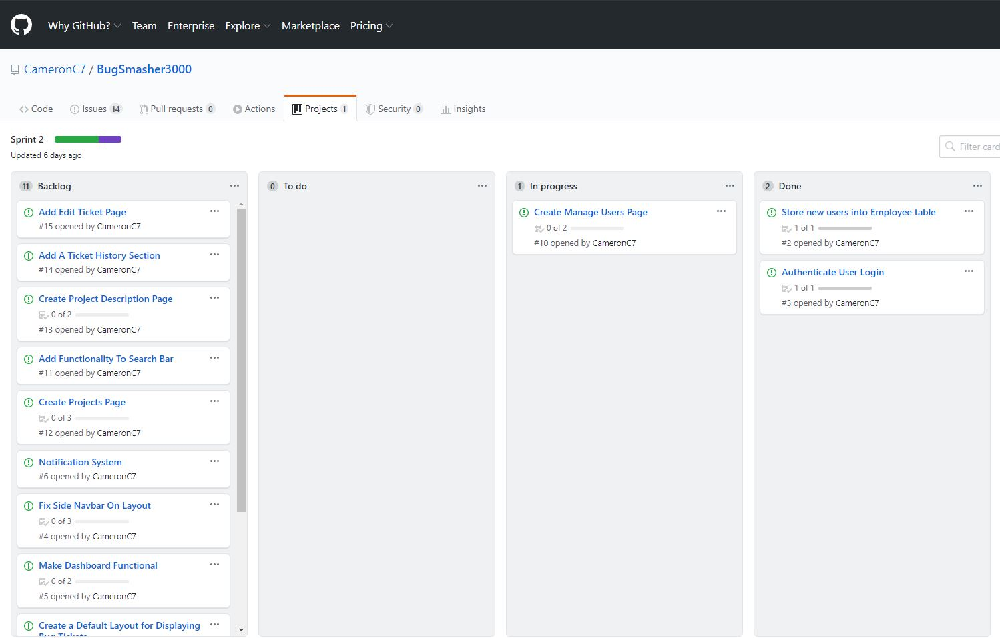 Why GitHub? Team Enterprise Explore Marketplace Pricing
CameronC7 / BugSmasher3000
Code Issues 14 Pull requests 0 Actions Projects 1 Security 0 Insights
Sprint 2
Updated 6 days ago
Filter card
11 Backlog
Add Edit Ticket Page
#15 opened by CameronC7
Add A Ticket History Section
#14 opened by CameronC7
Create Project Description Page
0 of 2
#13 opened by CameronC7
Add Functionality To Search Bar
#11 opened by CameronC7
Create Projects Page
0 of 3
#12 opened by CameronC7
Notification System
#6 opened by CameronC7
Fix Side Navbar On Layout
0 of 3
#4 opened by CameronC7
Make Dashboard Functional
0 of 2
#5 opened by CameronC7
Create a Default Layout for Displaying
Bug Tickets
0 To do
1 In progress
Create Manage Users Page
0 of 2
#10 opened by CameronC7
2 Done
Store new users into Employee table
1 of 1
#2 opened by CameronC7
Authenticate User Login
1 of 1
#3 opened by CameronC7